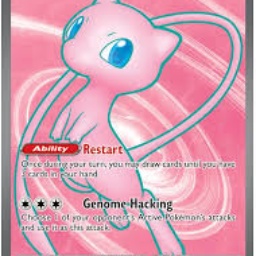 Ability Restart
Once during your turn, you may draw cards until you have
3 cards in your hand.
Genome Hacking
Choose 1 of your opponent's Active Pokémon's attacks
and use it as this attack.